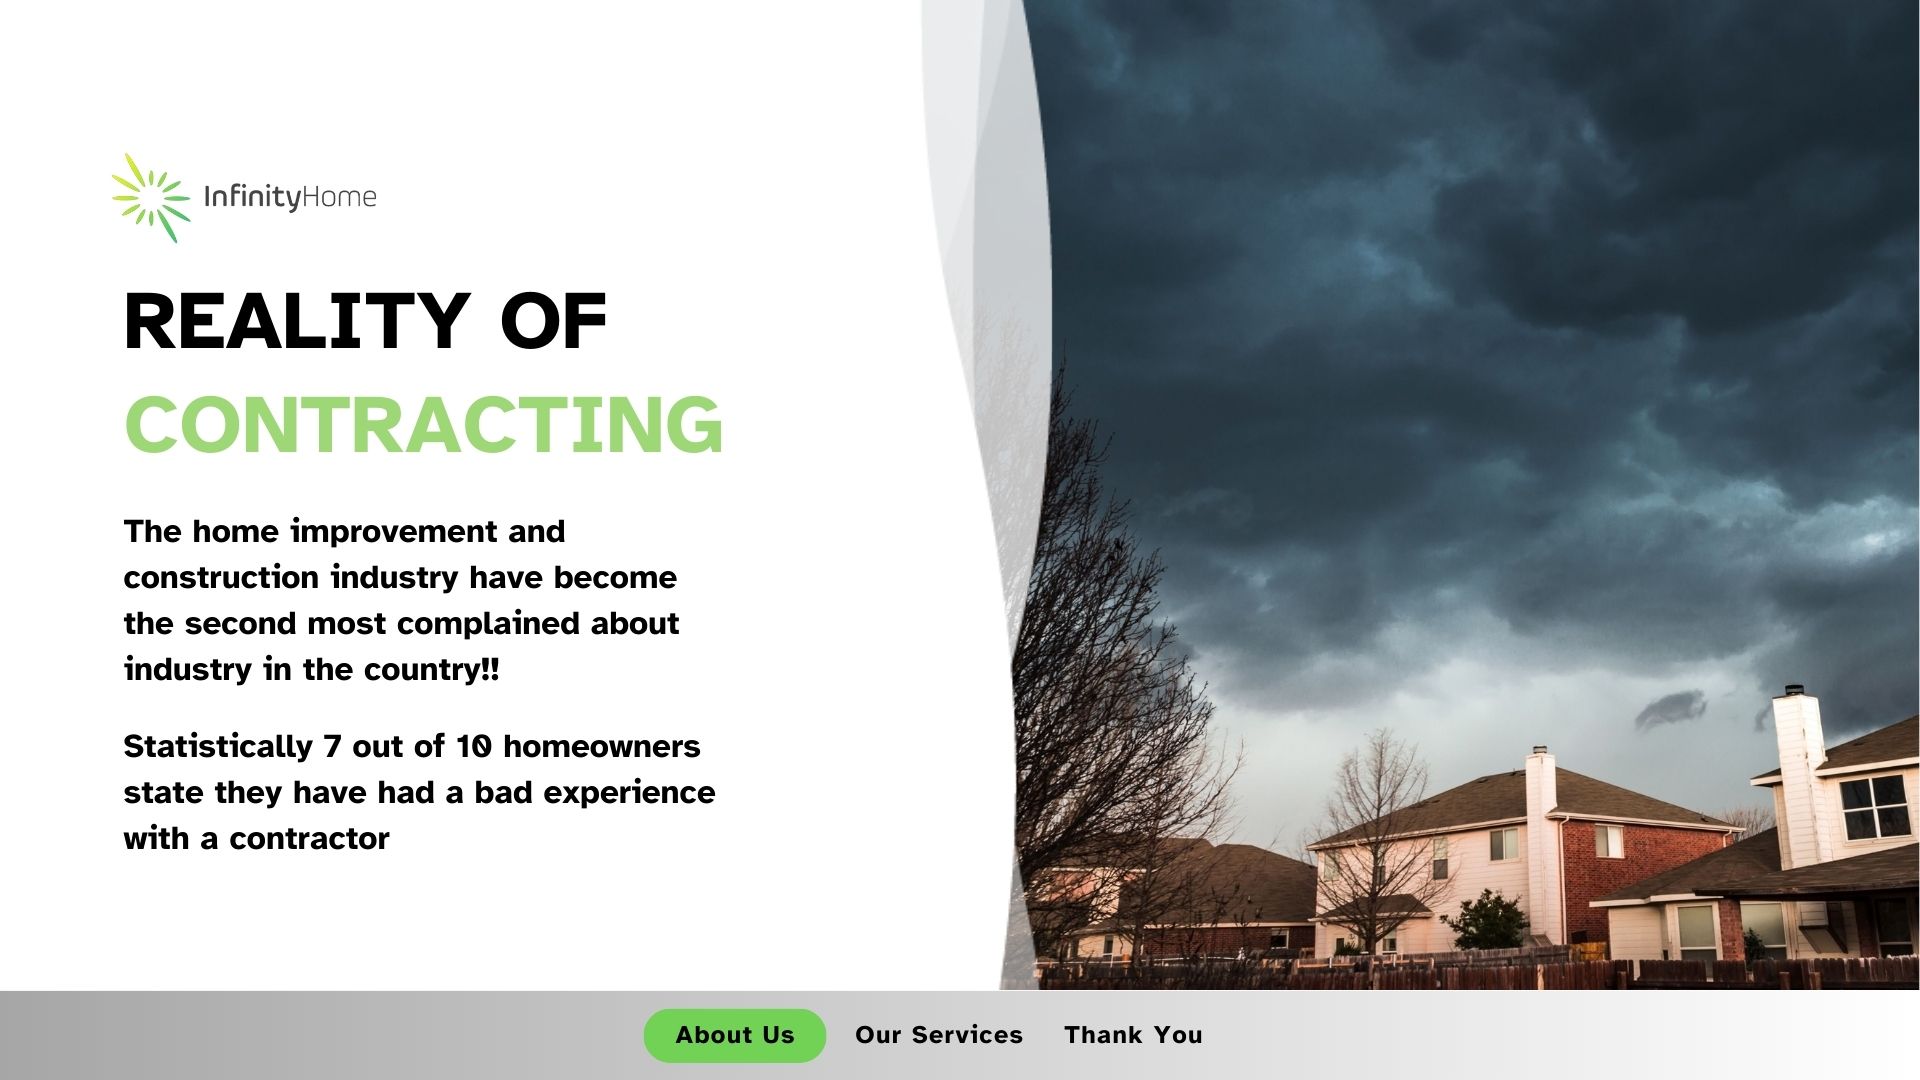 InfinityHome
REALITY OF
CONTRACTING
The home improvement and
construction industry have become
the second most complained about
industry in the country!!
Statistically 7 out of 10 homeowners
state they have had a bad experience
with a contractor
About Us Our Services Thank You